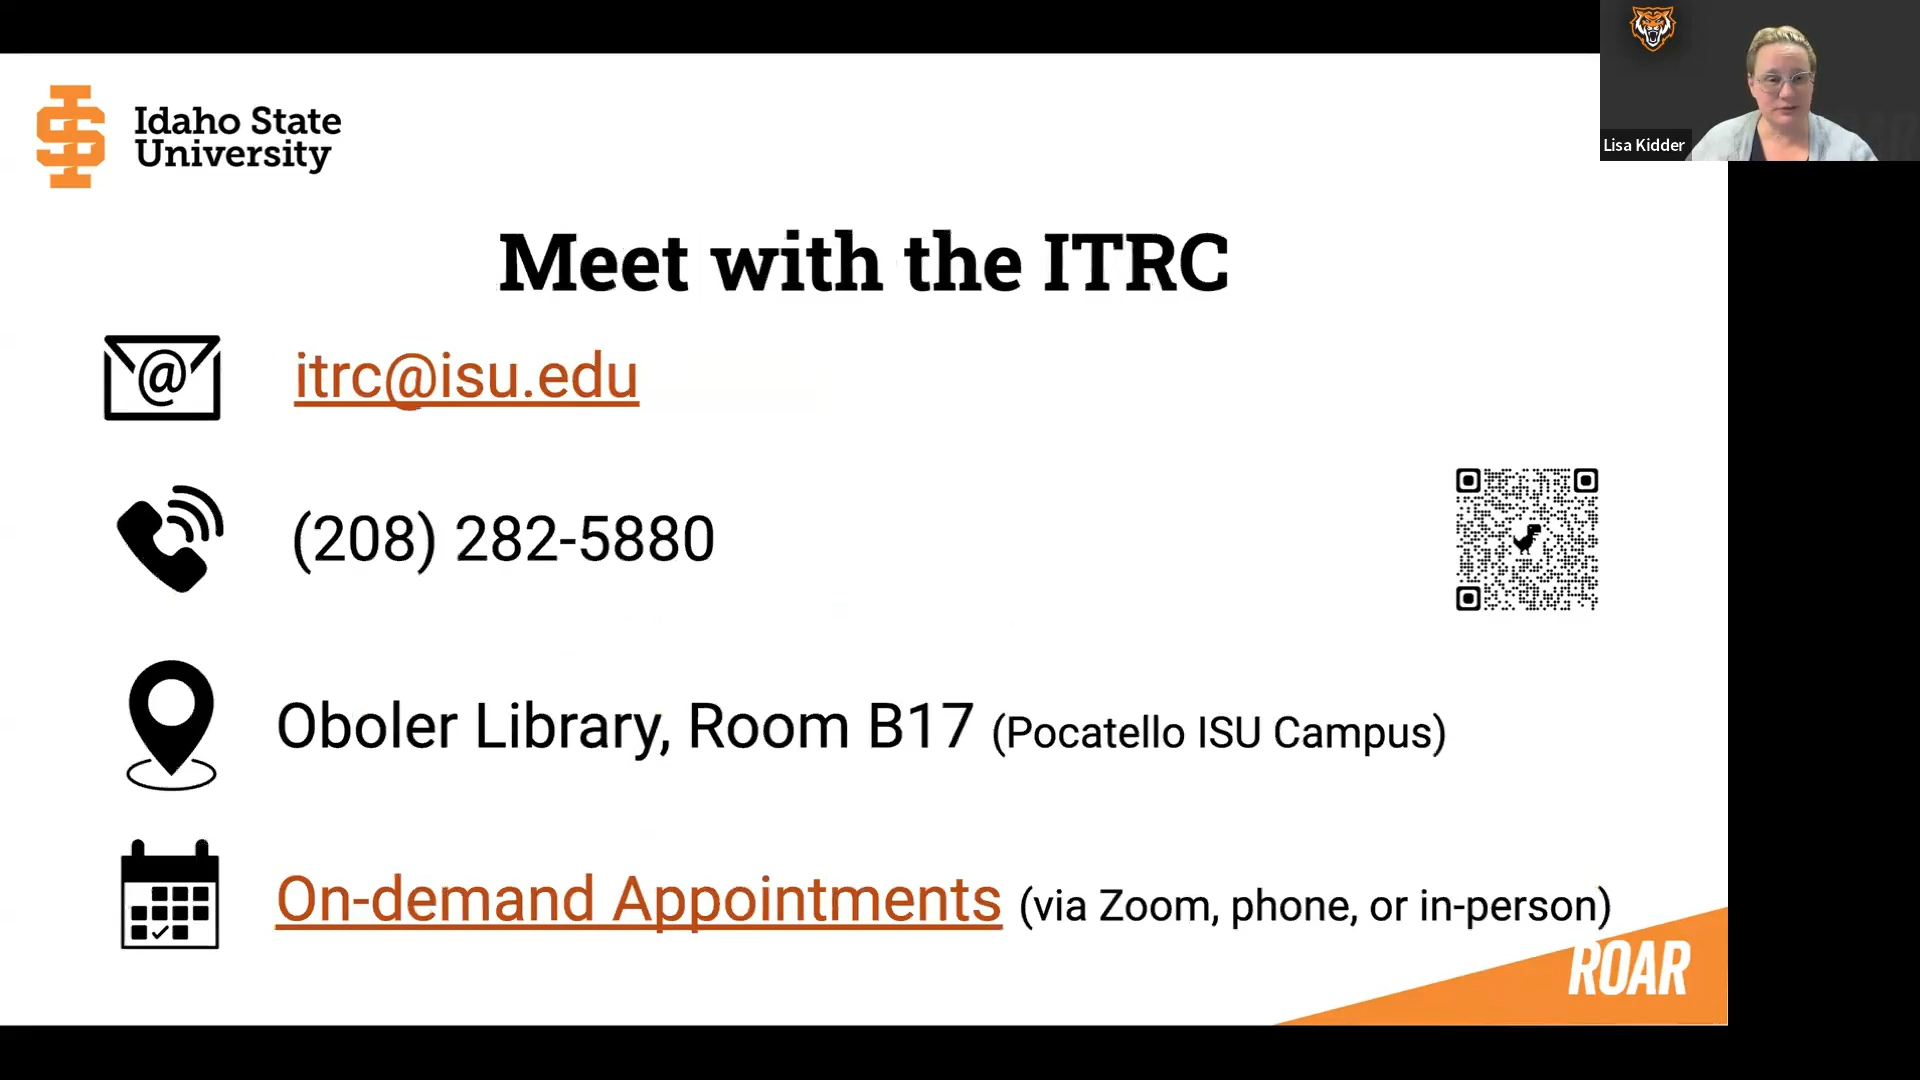 Idaho State
University
Lisa Kidder
Meet with the ITRC
@
itrc@isu.edu
(208) 282-5880
Oboler Library, Room B17 (Pocatello ISU Campus)
On-demand Appointments (via Zoom, phone, or in-person)
ROAR